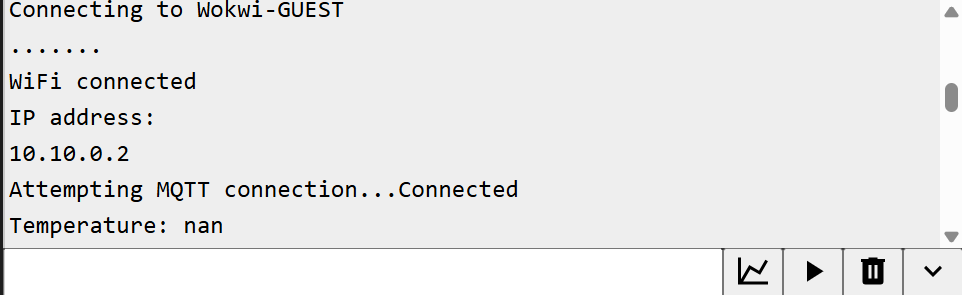 Connecting to Wokwi-GUEST
.......
WiFi connected
IP address:
10.10.0.2
Attempting MQTT connection...Connected
Temperature: nan